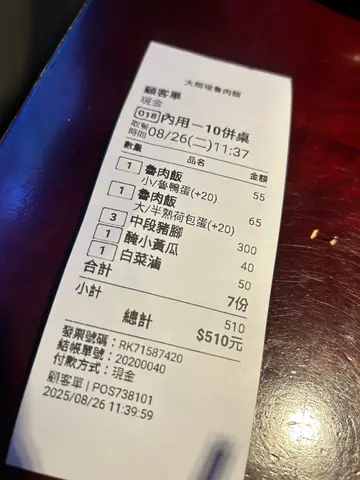 大稻埕魯肉飯
顧客單
現金
018 內用－10併桌
取餐時間 08/26(二)11:37
數量 品名 金額
1 魯肉飯 55
小/魯鴨蛋(+20)
1 魯肉飯 65
大/半熟荷包蛋(+20)
3 中段豬腳 300
1 醃小黃瓜 40
1 白菜滷 50
合計 7份
小計 510
總計 $510元
發票號碼：RK71587420
結帳單號：20200040
付款方式：現金
顧客單 | POS738101
2025/08/26 11:39:59